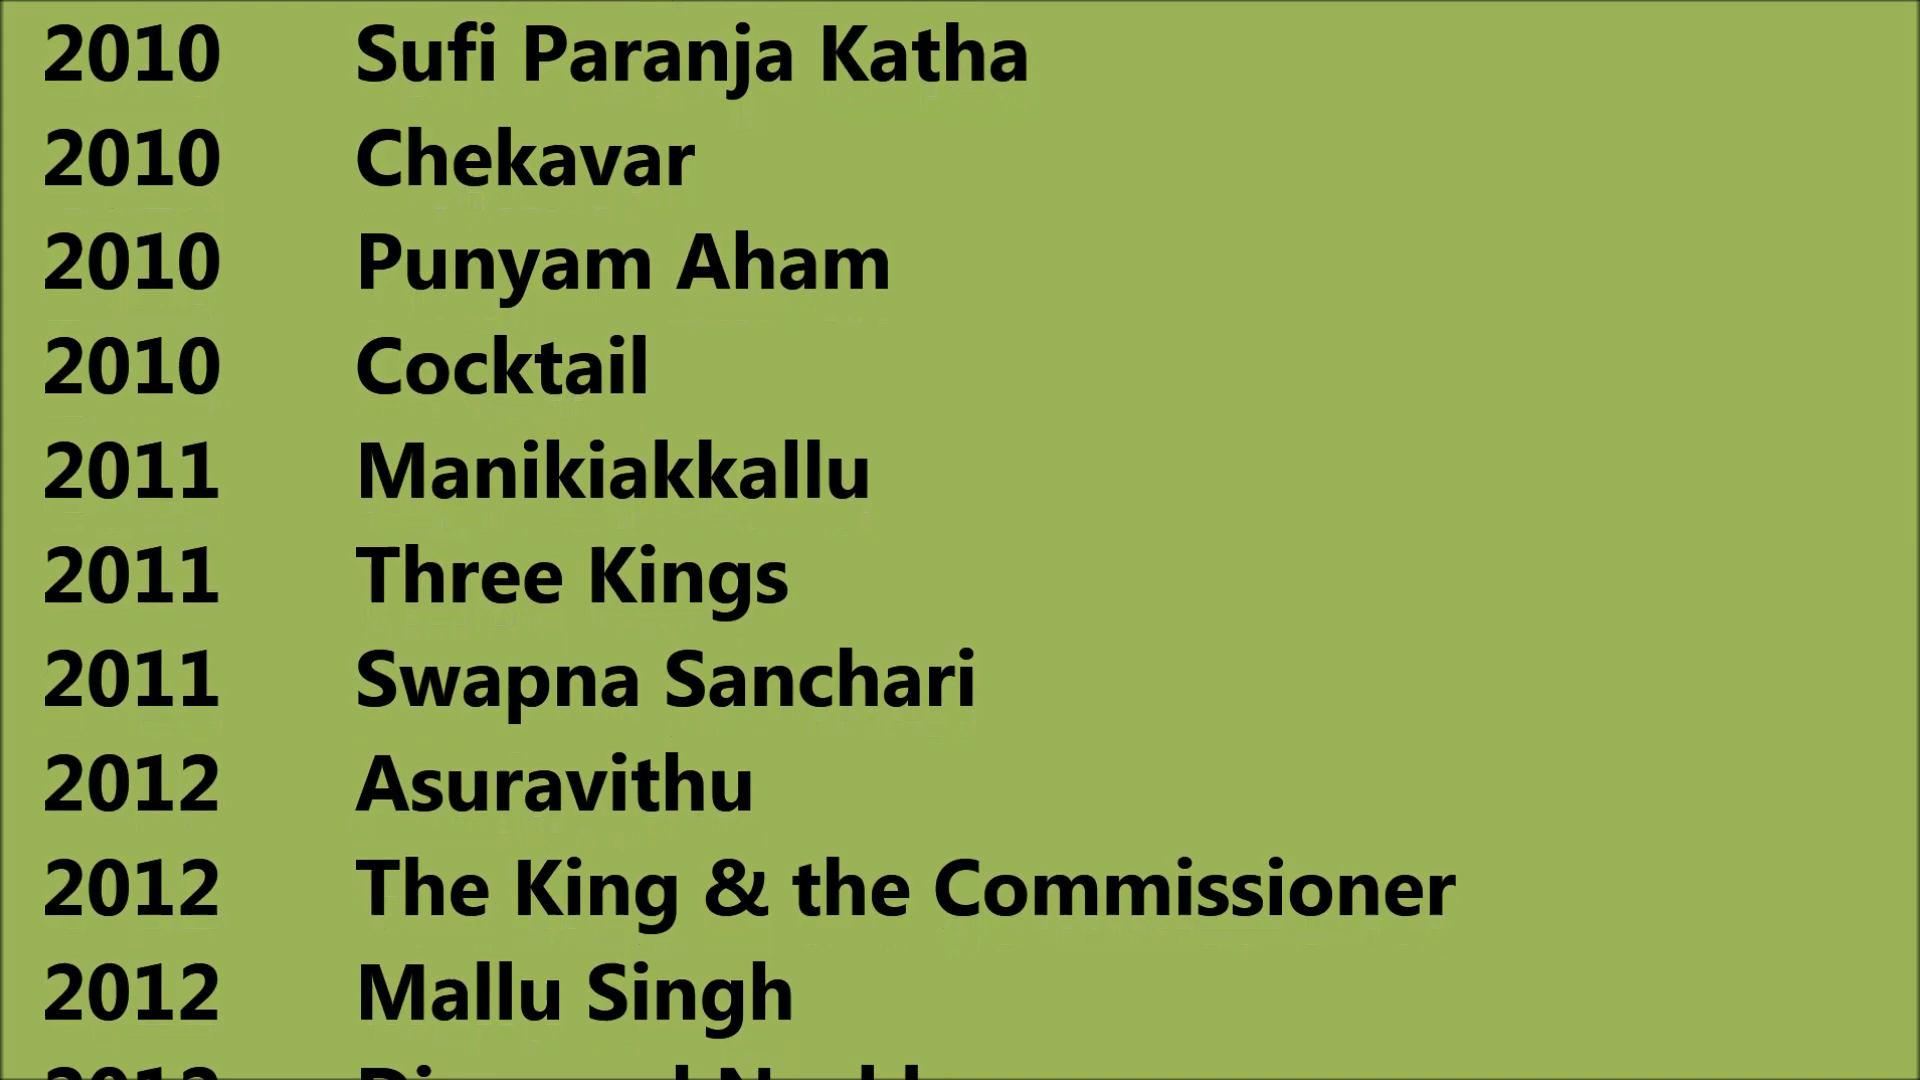 2010 Sufi Paranja Katha
2010 Chekavar
2010 Punyam Aham
2010 Cocktail
2011 Manikiakkallu
2011 Three Kings
2011 Swapna Sanchari
2012 Asuravithu
2012 The King & the Commissioner
2012 Mallu Singh